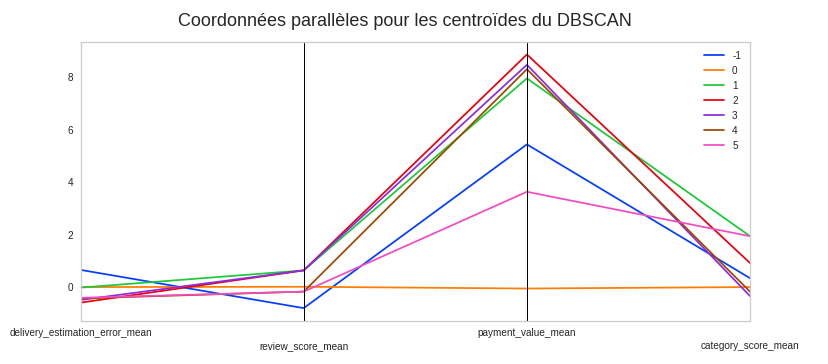 Coordonnées parallèles pour les centroïdes du DBSCAN
8
6
4
2
0
-1
0
1
2
3
4
5
delivery_estimation_error_mean
review_score_mean
payment_value_mean
category_score_mean